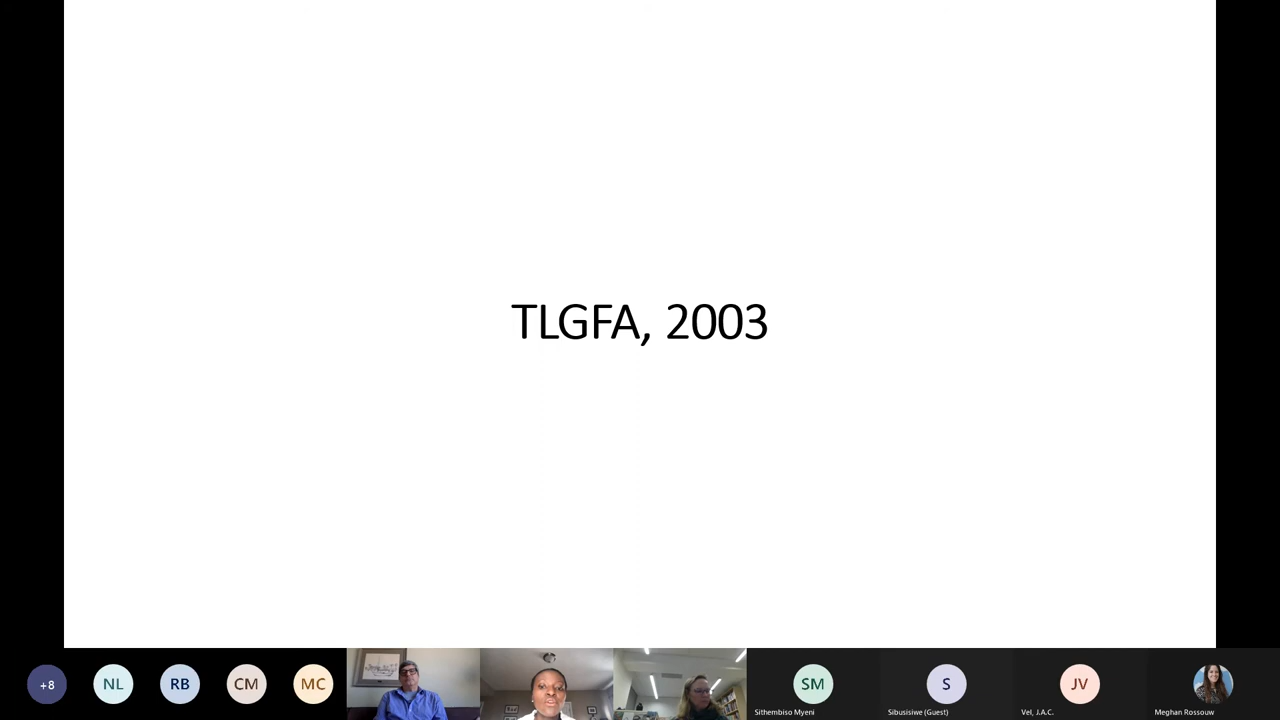 TLGFA, 2003
+8
NL
RB
CM
MC
SM
S
JV
Sithembiso Myeni
Sibusisiwe (Guest)
Vel, J.A.C.
Meghan Rossouw